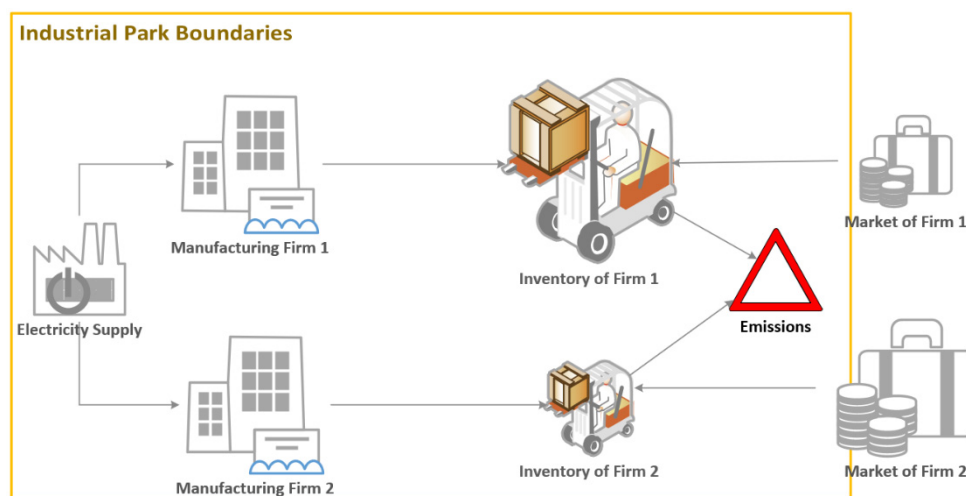 Industrial Park Boundaries
Manufacturing Firm 1
Market of Firm 1
Inventory of Firm 1
Electricity Supply
Emissions
Manufacturing Firm 2
Inventory of Firm 2
Market of Firm 2